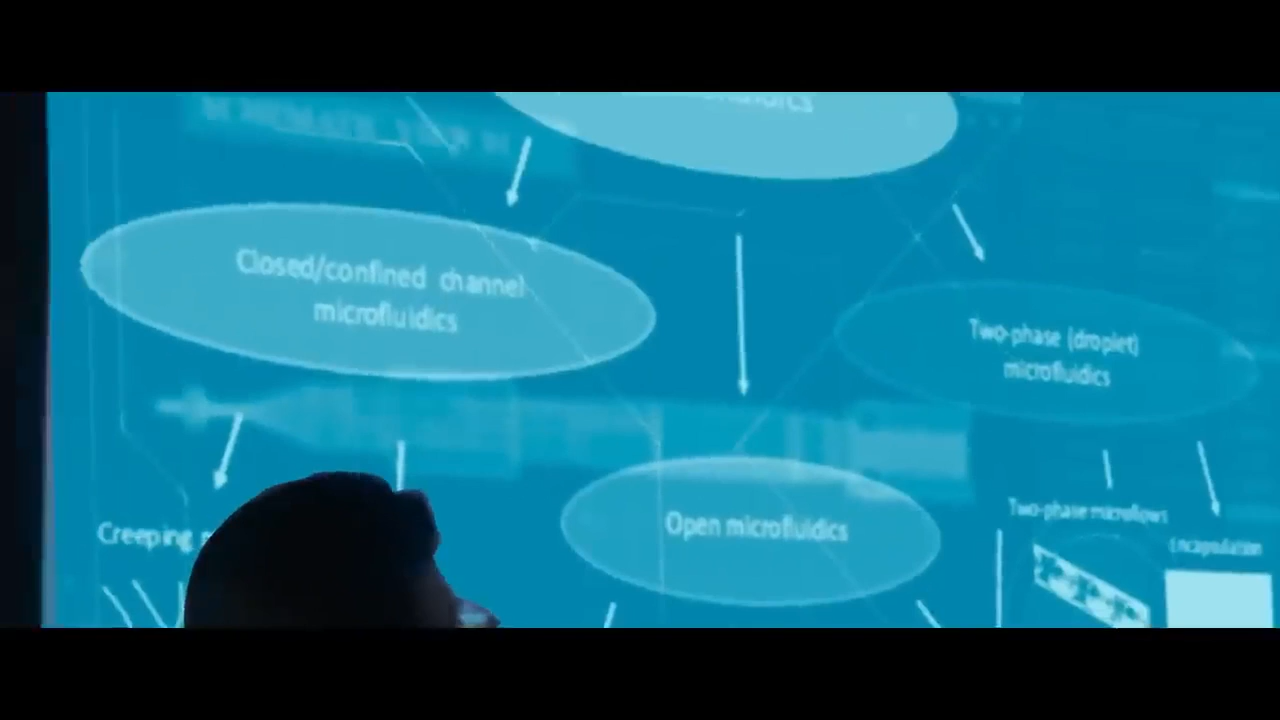 Closed/confined channel
microfluidics
Two-phase (droplet)
microfluidics
Open microfluidics
Two-phase microflows
Encapsulation
Creeping